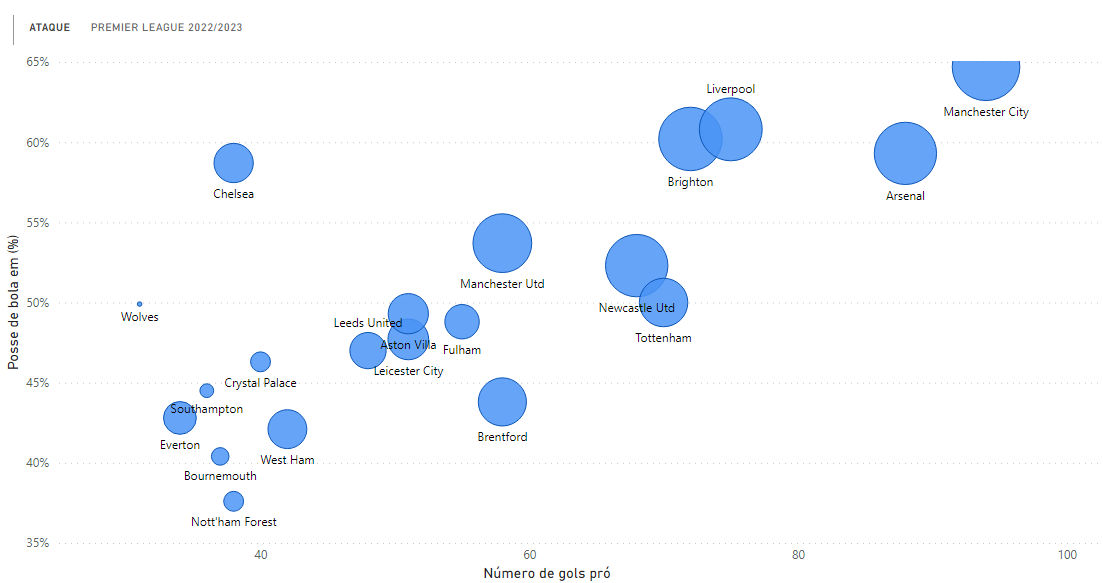 ATAQUE PREMIER LEAGUE 2022/2023
65%
60%
55%
50%
45%
40%
35%
Posse de bola em (%)
Liverpool
Manchester City
Brighton
Arsenal
Chelsea
Manchester Utd
Newcastle Utd
Wolves
Leeds United
Tottenham
Aston Villa
Fulham
Leicester City
Crystal Palace
Southampton
Brentford
Everton
West Ham
Bournemouth
Nott'ham Forest
40
60
80
100
Número de gols pró